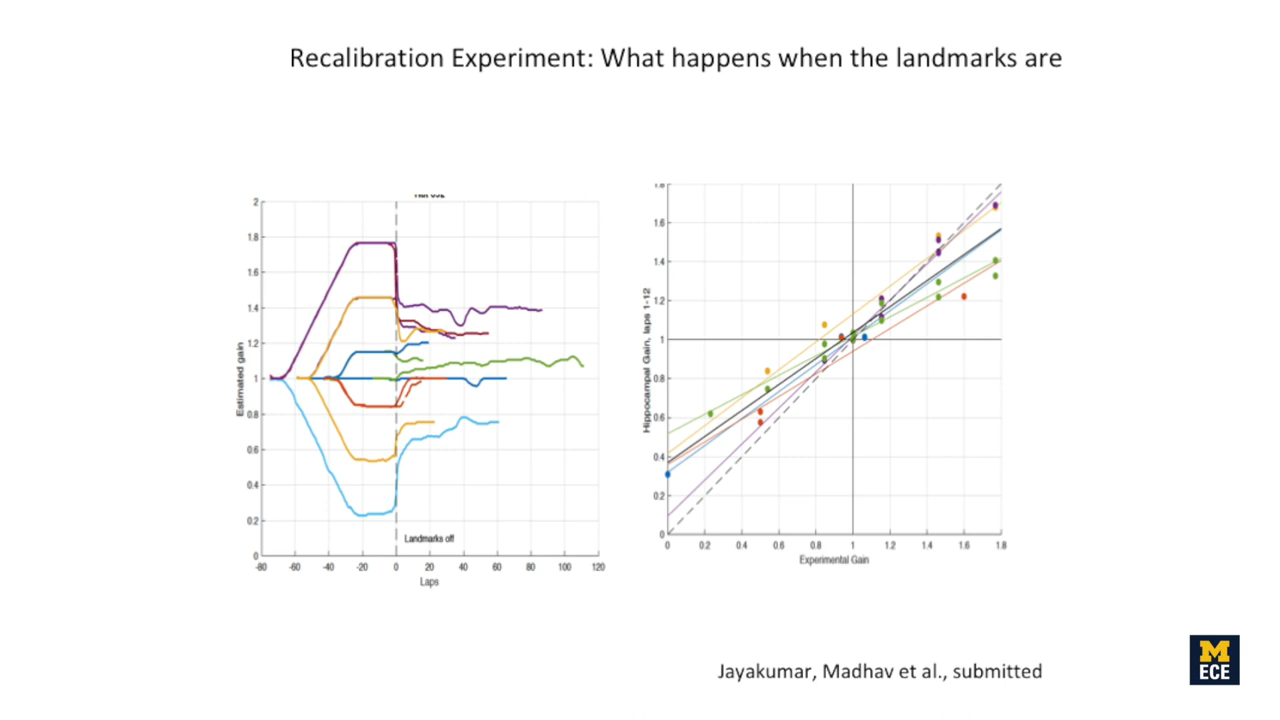 Recalibration Experiment: What happens when the landmarks are
2
1.8
1.6
1.4
1.2
1
0.8
0.6
0.4
0.2
0
Estimated gain
Landmarks off
-80 -60 -40 -20 0 20 40 60 80 100 120
Laps
1.8
1.6
1.4
1.2
1
0.8
0.6
0.4
0.2
0
Hippocampal Gain, laps 1-12
0 0.2 0.4 0.6 0.8 1 1.2 1.4 1.6 1.8
Experimental Gain
Jayakumar, Madhav et al., submitted
M
ECE